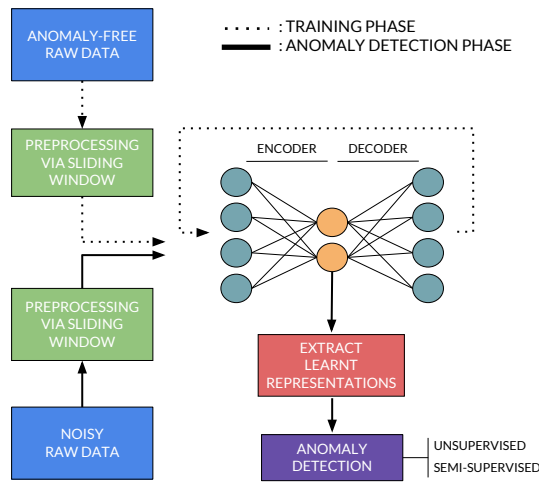 ANOMALY-FREE
RAW DATA
: TRAINING PHASE
: ANOMALY DETECTION PHASE
PREPROCESSING
VIA SLIDING
WINDOW
ENCODER
DECODER
PREPROCESSING
VIA SLIDING
WINDOW
EXTRACT
LEARNT
REPRESENTATIONS
NOISY
RAW DATA
ANOMALY
DETECTION
UNSUPERVISED
SEMI-SUPERVISED